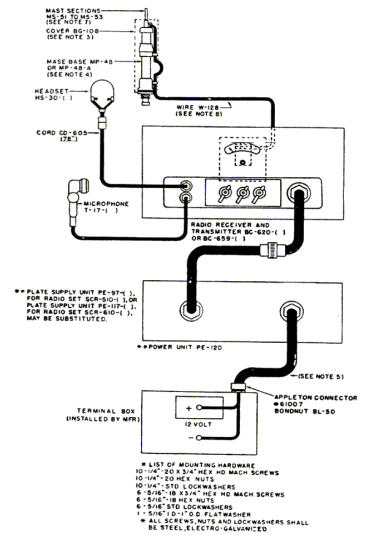 MAST SECTIONS
MS-51 TO MS-53
(SEE NOTE 7)
COVER BG-108
(SEE NOTE 3)
MASE BASE MP-48
OR MP-48-A
(SEE NOTE 4)
HEADSET
HS-30-( )
WIRE W-128
(SEE NOTE 8)
CORD CD-605
(78")
MICROPHONE
T-17-( )
RADIO RECEIVER AND
TRANSMITTER BC-620-( )
OR BC-659-( )
** PLATE SUPPLY UNIT PE-97-( ),
FOR RADIO SET SCR-510-( ), OR
PLATE SUPPLY UNIT PE-117-( ),
FOR RADIO SET SCR-610-( ),
MAY BE SUBSTITUTED.
**POWER UNIT PE-120
(SEE NOTE 5)
APPLETON CONNECTOR
#61007
BONDNUT BL-50
TERMINAL BOX
(INSTALLED BY MFR)
+
12 VOLT
-
* LIST OF MOUNTING HARDWARE
10-1/4"-20 X 3/4" HEX HD MACH SCREWS
10-1/4"-20 HEX NUTS
10-1/4"-STD LOCKWASHERS
6-5/16"-18 X 3/4" HEX HD MACH SCREWS
6-5/16"-18 HEX NUTS
6-5/16" STD LOCKWASHERS
1-5/16" I D-1" O.D. FLATWASHER
* ALL SCREWS, NUTS AND LOCKWASHERS SHALL
BE STEEL, ELECTRO-GALVANICED